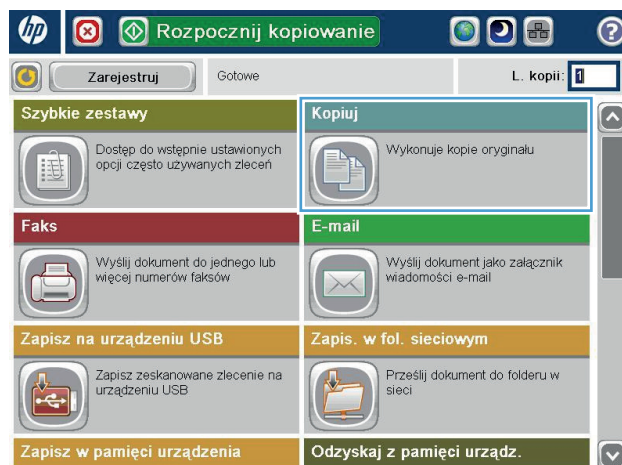 hp
Rozpocznij kopiowanie
?
Zarejestruj
Gotowe
L. kopii: 1
Szybkie zestawy
Dostęp do wstępnie ustawionych
opcji często używanych zleceń
Kopiuj
Wykonuje kopie oryginału
Faks
Wyślij dokument do jednego lub
więcej numerów faksów
E-mail
Wyślij dokument jako załącznik
wiadomości e-mail
Zapisz na urządzeniu USB
Zapisz zeskanowane zlecenie na
urządzeniu USB
Zapis. w fol. sieciowym
Prześlij dokument do folderu w
sieci
Zapisz w pamięci urządzenia
Odzyskaj z pamięci urządz.